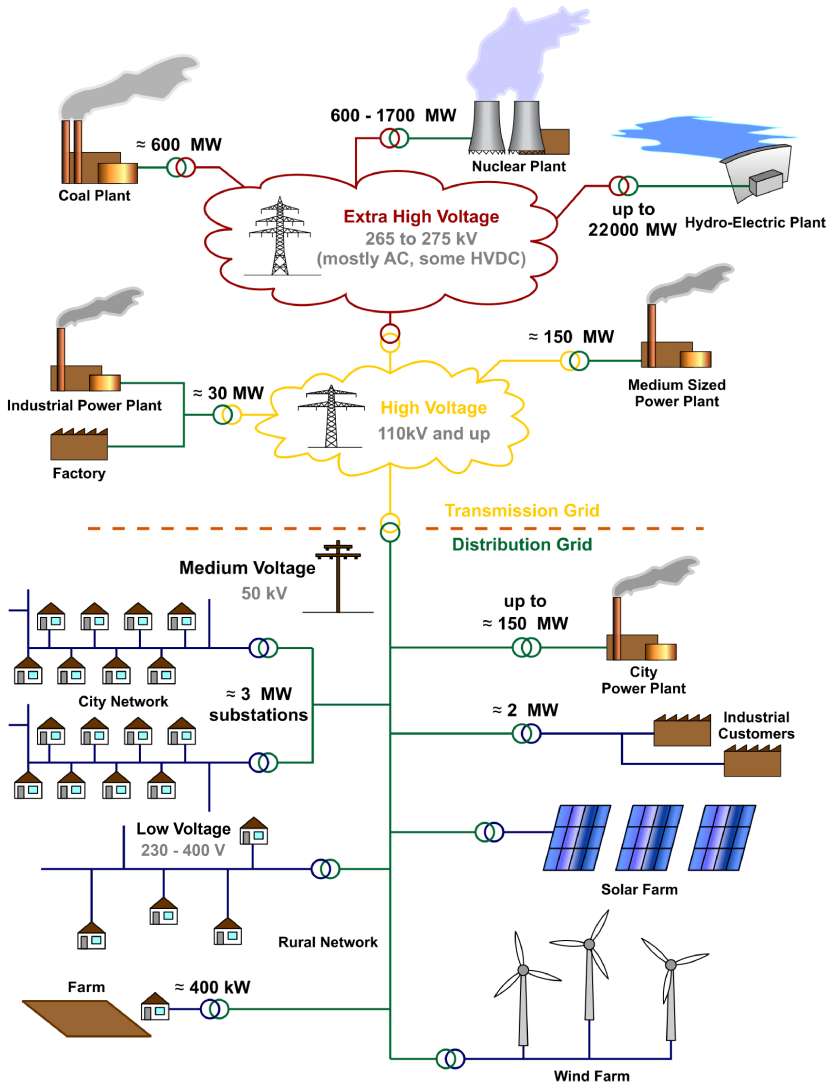 600 - 1700 MW
≈ 600 MW
Nuclear Plant
Coal Plant
Extra High Voltage
265 to 275 kV
(mostly AC, some HVDC)
up to
22000 MW
Hydro-Electric Plant
≈ 150 MW
Medium Sized
Power Plant
≈ 30 MW
Industrial Power Plant
High Voltage
110kV and up
Factory
Transmission Grid
Distribution Grid
Medium Voltage
50 kV
up to
≈ 150 MW
City
Power Plant
City Network
≈ 3 MW
substations
≈ 2 MW
Industrial
Customers
Low Voltage
230 - 400 V
Solar Farm
Rural Network
Farm
≈ 400 kW
Wind Farm